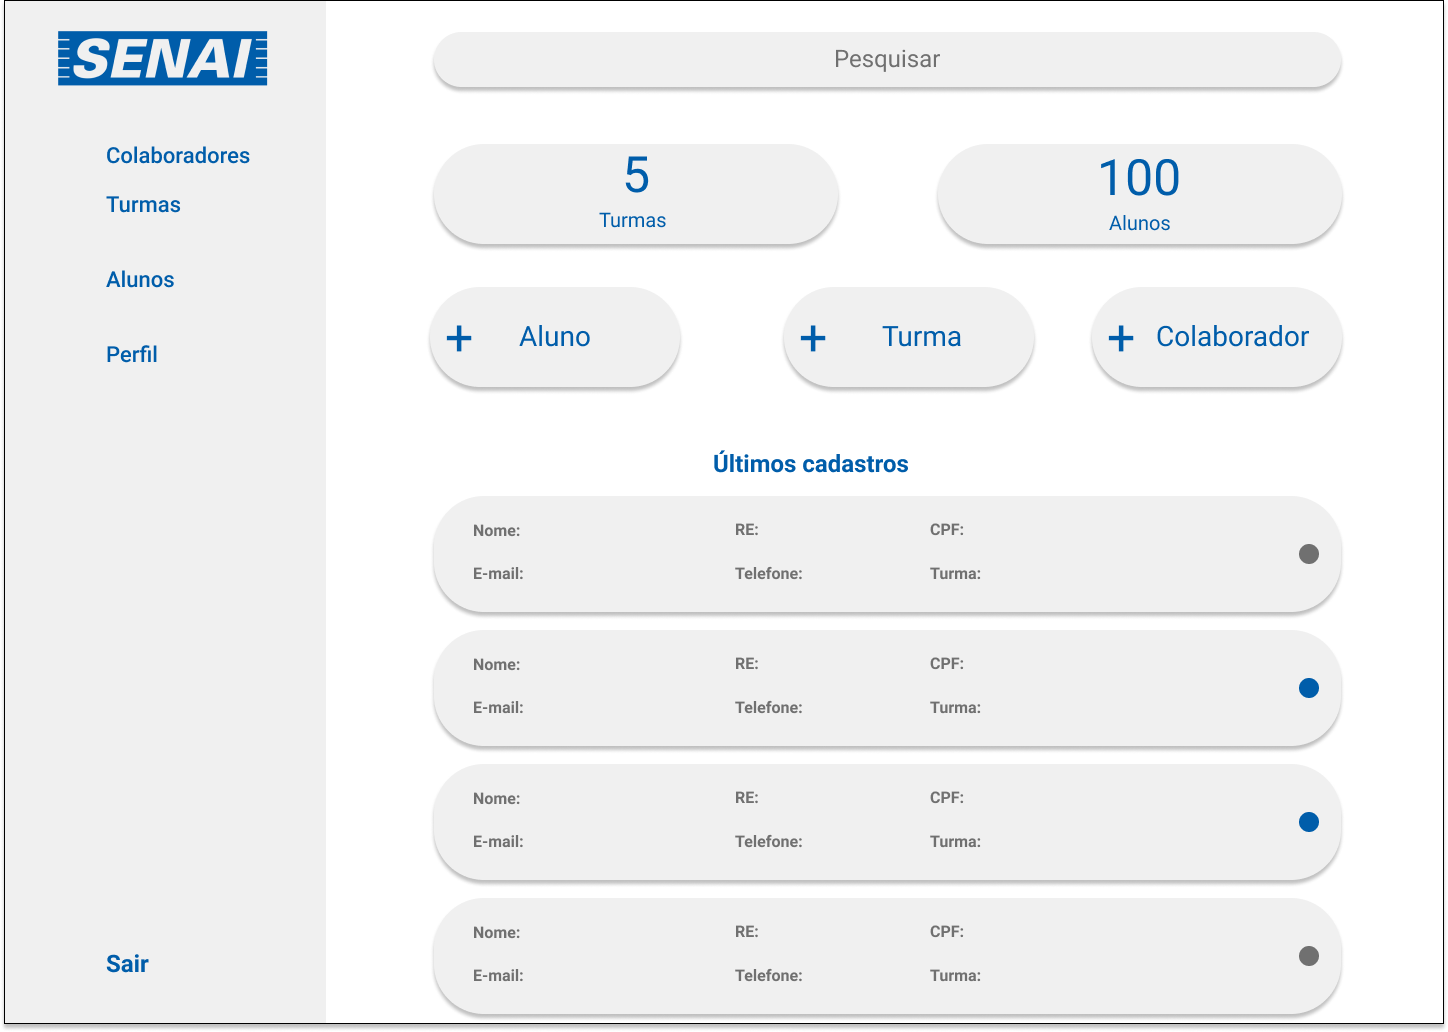 SENAI
Colaboradores
Turmas
Alunos
Perfil
Sair
Pesquisar
5
Turmas
100
Alunos
+ Aluno
+ Turma
+ Colaborador
Últimos cadastros
Nome: RE: CPF:
E-mail: Telefone: Turma:
Nome: RE: CPF:
E-mail: Telefone: Turma:
Nome: RE: CPF:
E-mail: Telefone: Turma:
Nome: RE: CPF:
E-mail: Telefone: Turma: